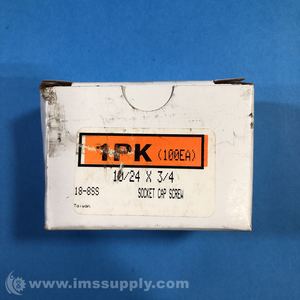 1PK (100EA)
10/24 X 3/4
18-8SS SOCKET CAP SCREW
Taiwan
© www.imssupply.com